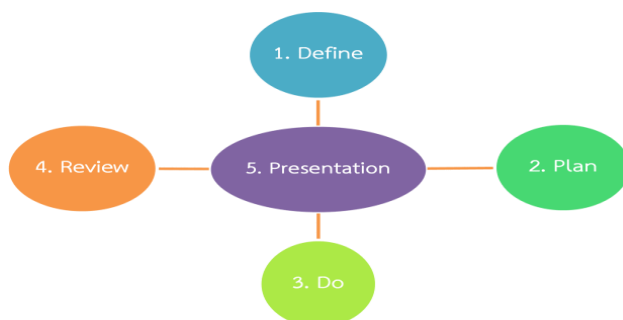 1. Define
2. Plan
3. Do
4. Review
5. Presentation